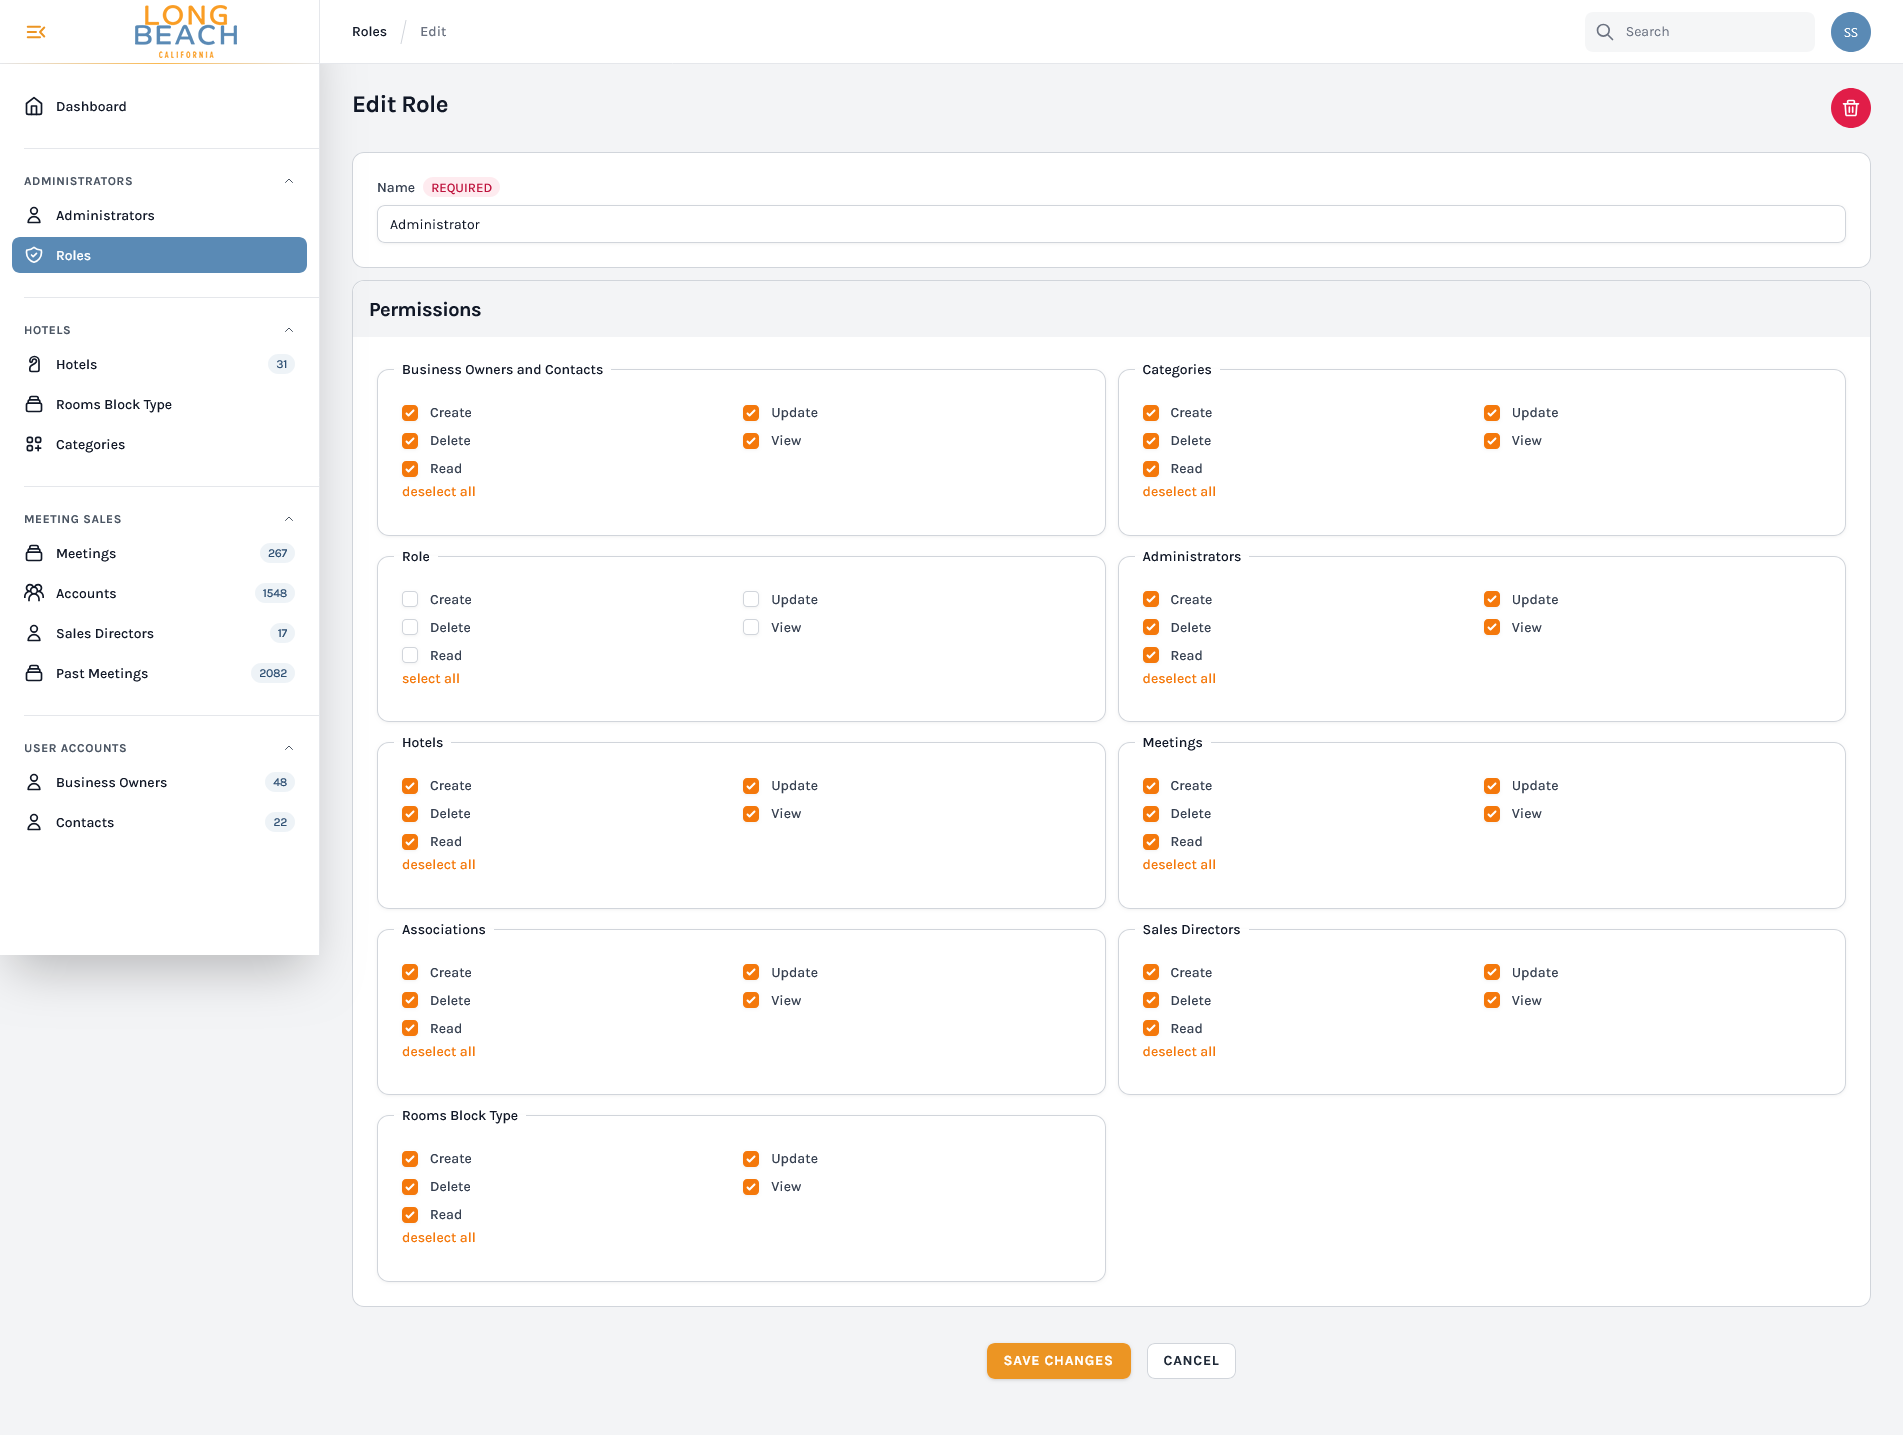 LONG
BEACH
CALIFORNIA
Roles / Edit
Search
SS
Dashboard
ADMINISTRATORS
Administrators
Roles
HOTELS
Hotels 31
Rooms Block Type
Categories
MEETING SALES
Meetings 267
Accounts 1548
Sales Directors 17
Past Meetings 2082
USER ACCOUNTS
Business Owners 48
Contacts 22
Edit Role
Name REQUIRED
Administrator
Permissions
Business Owners and Contacts
Create Update
Delete View
Read
deselect all
Categories
Create Update
Delete View
Read
deselect all
Role
Create Update
Delete View
Read
select all
Administrators
Create Update
Delete View
Read
deselect all
Hotels
Create Update
Delete View
Read
deselect all
Meetings
Create Update
Delete View
Read
deselect all
Associations
Create Update
Delete View
Read
deselect all
Sales Directors
Create Update
Delete View
Read
deselect all
Rooms Block Type
Create Update
Delete View
Read
deselect all
SAVE CHANGES CANCEL